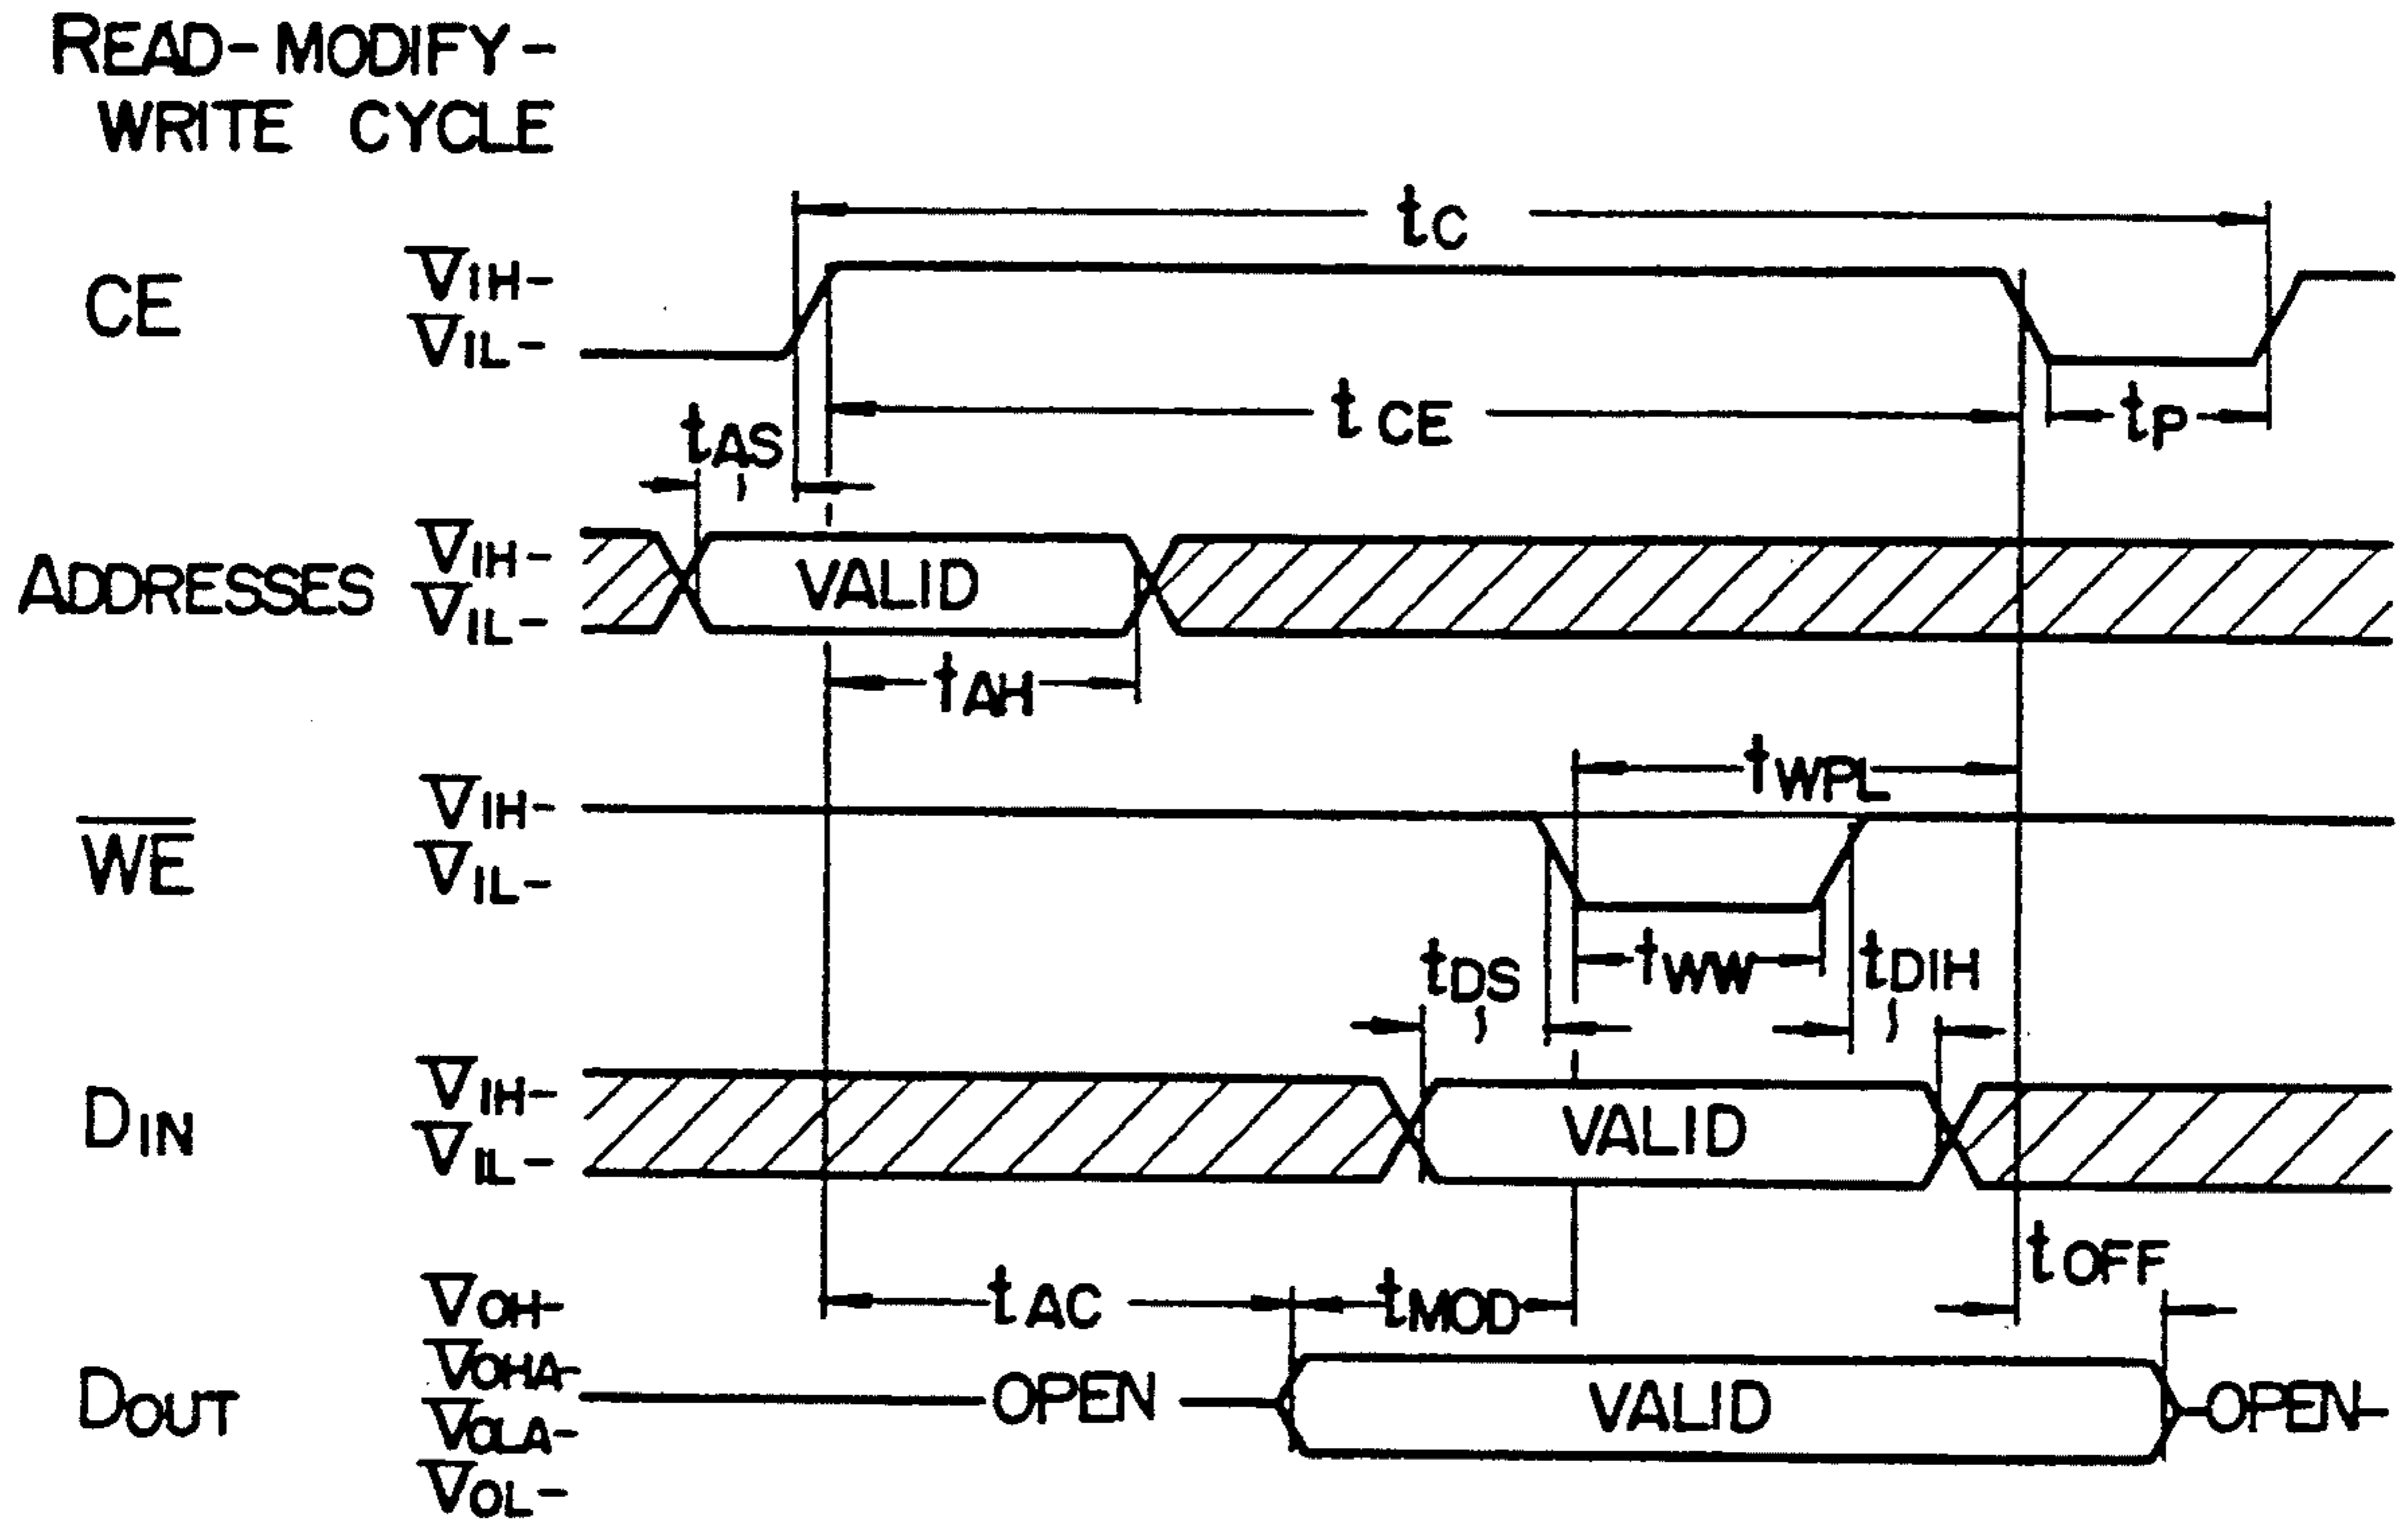 READ-MODIFY-
WRITE CYCLE
tC
CE
VIH-
VIL-
tCE
tP
tAS
ADDRESSES
VIH-
VIL-
VALID
tAH
tWPL
WE
VIH-
VIL-
tDS
tWW
tDIH
DIN
VIH-
VIL-
VALID
tOFF
tAC
tMOD
DOUT
VOH-
VOHA-
VOLA-
VOL-
OPEN
VALID
OPEN